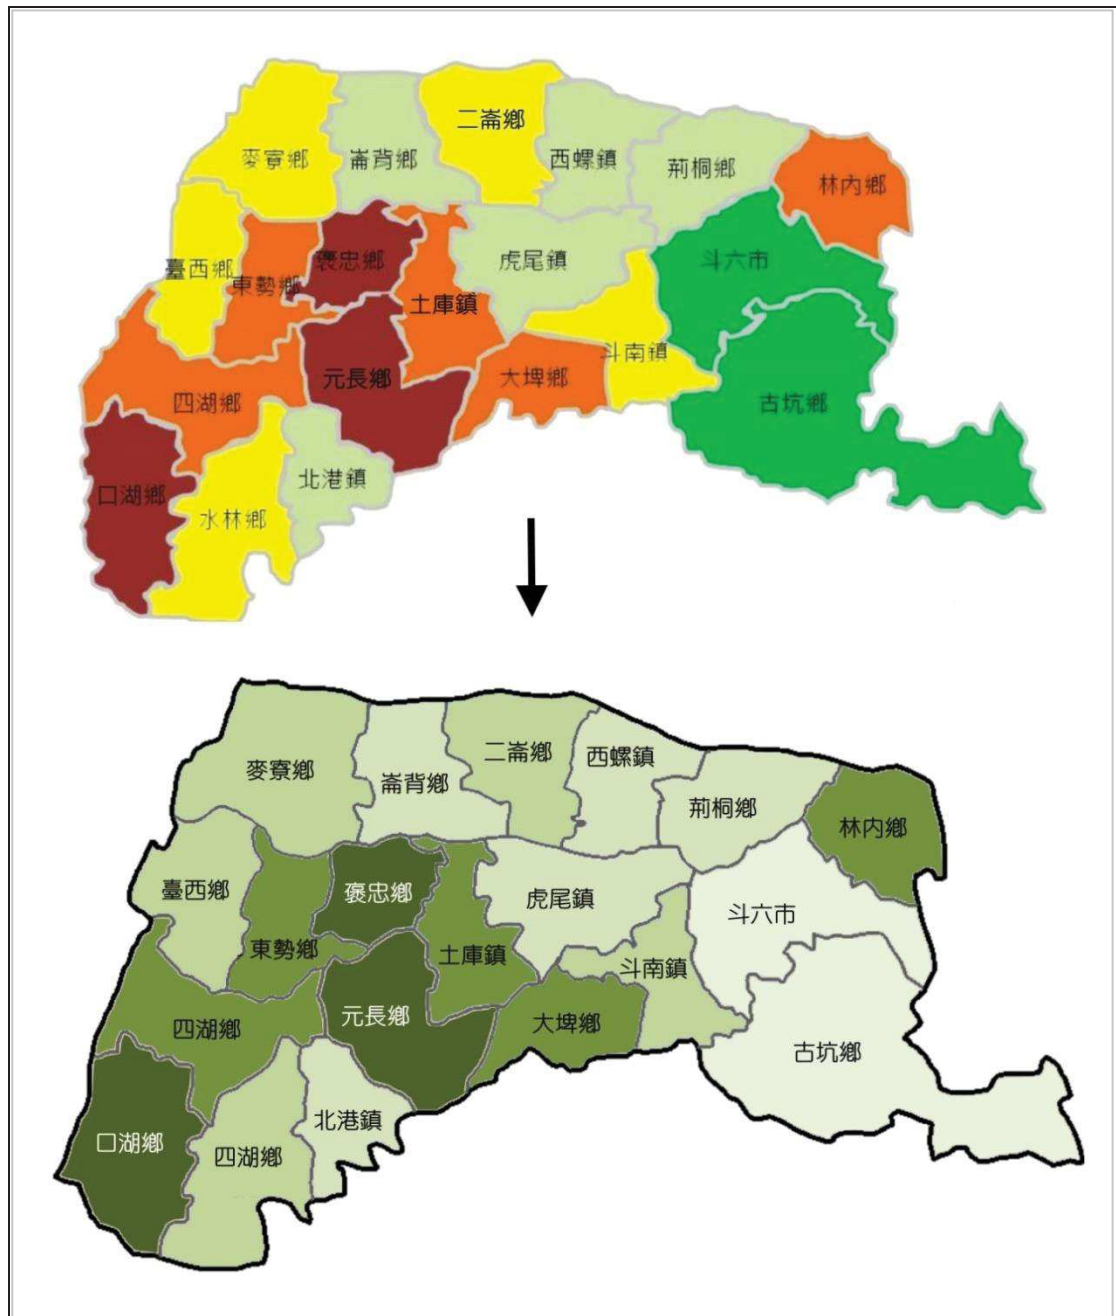 二崙鄉
麥寮鄉
崙背鄉
西螺鎮
莿桐鄉
林內鄉
臺西鄉
東勢鄉
褒忠鄉
土庫鎮
虎尾鎮
斗六市
斗南鎮
四湖鄉
元長鄉
大埤鄉
古坑鄉
口湖鄉
水林鄉
北港鎮
麥寮鄉
崙背鄉
二崙鄉
西螺鎮
莿桐鄉
林內鄉
臺西鄉
褒忠鄉
虎尾鎮
斗六市
東勢鄉
土庫鎮
斗南鎮
四湖鄉
元長鄉
大埤鄉
古坑鄉
口湖鄉
四湖鄉
北港鎮